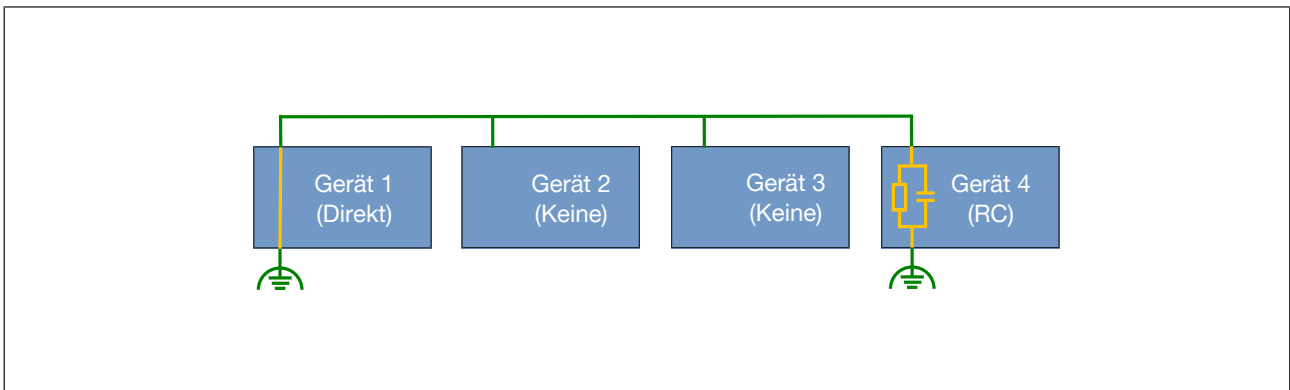 Gerät 1
(Direkt)
Gerät 2
(Keine)
Gerät 3
(Keine)
Gerät 4
(RC)